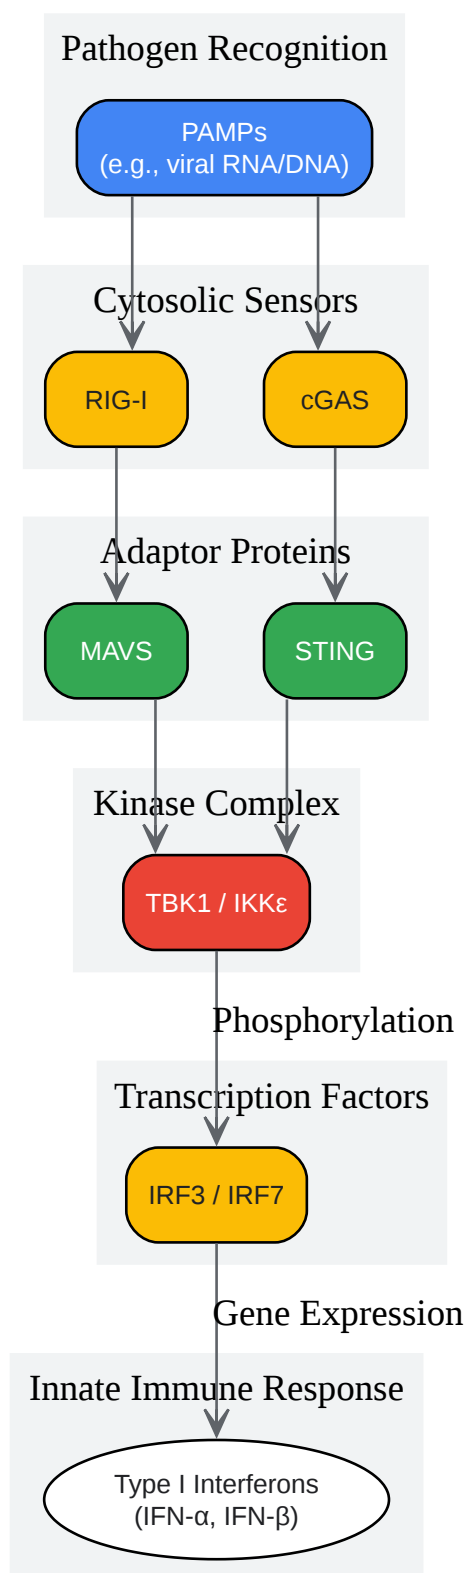 Pathogen Recognition
PAMPs
(e.g., viral RNA/DNA)
Cytosolic Sensors
RIG-I
cGAS
Adaptor Proteins
MAVS
STING
Kinase Complex
TBK1 / IKKε
Phosphorylation
Transcription Factors
IRF3 / IRF7
Gene Expression
Innate Immune Response
Type I Interferons
(IFN-α, IFN-β)